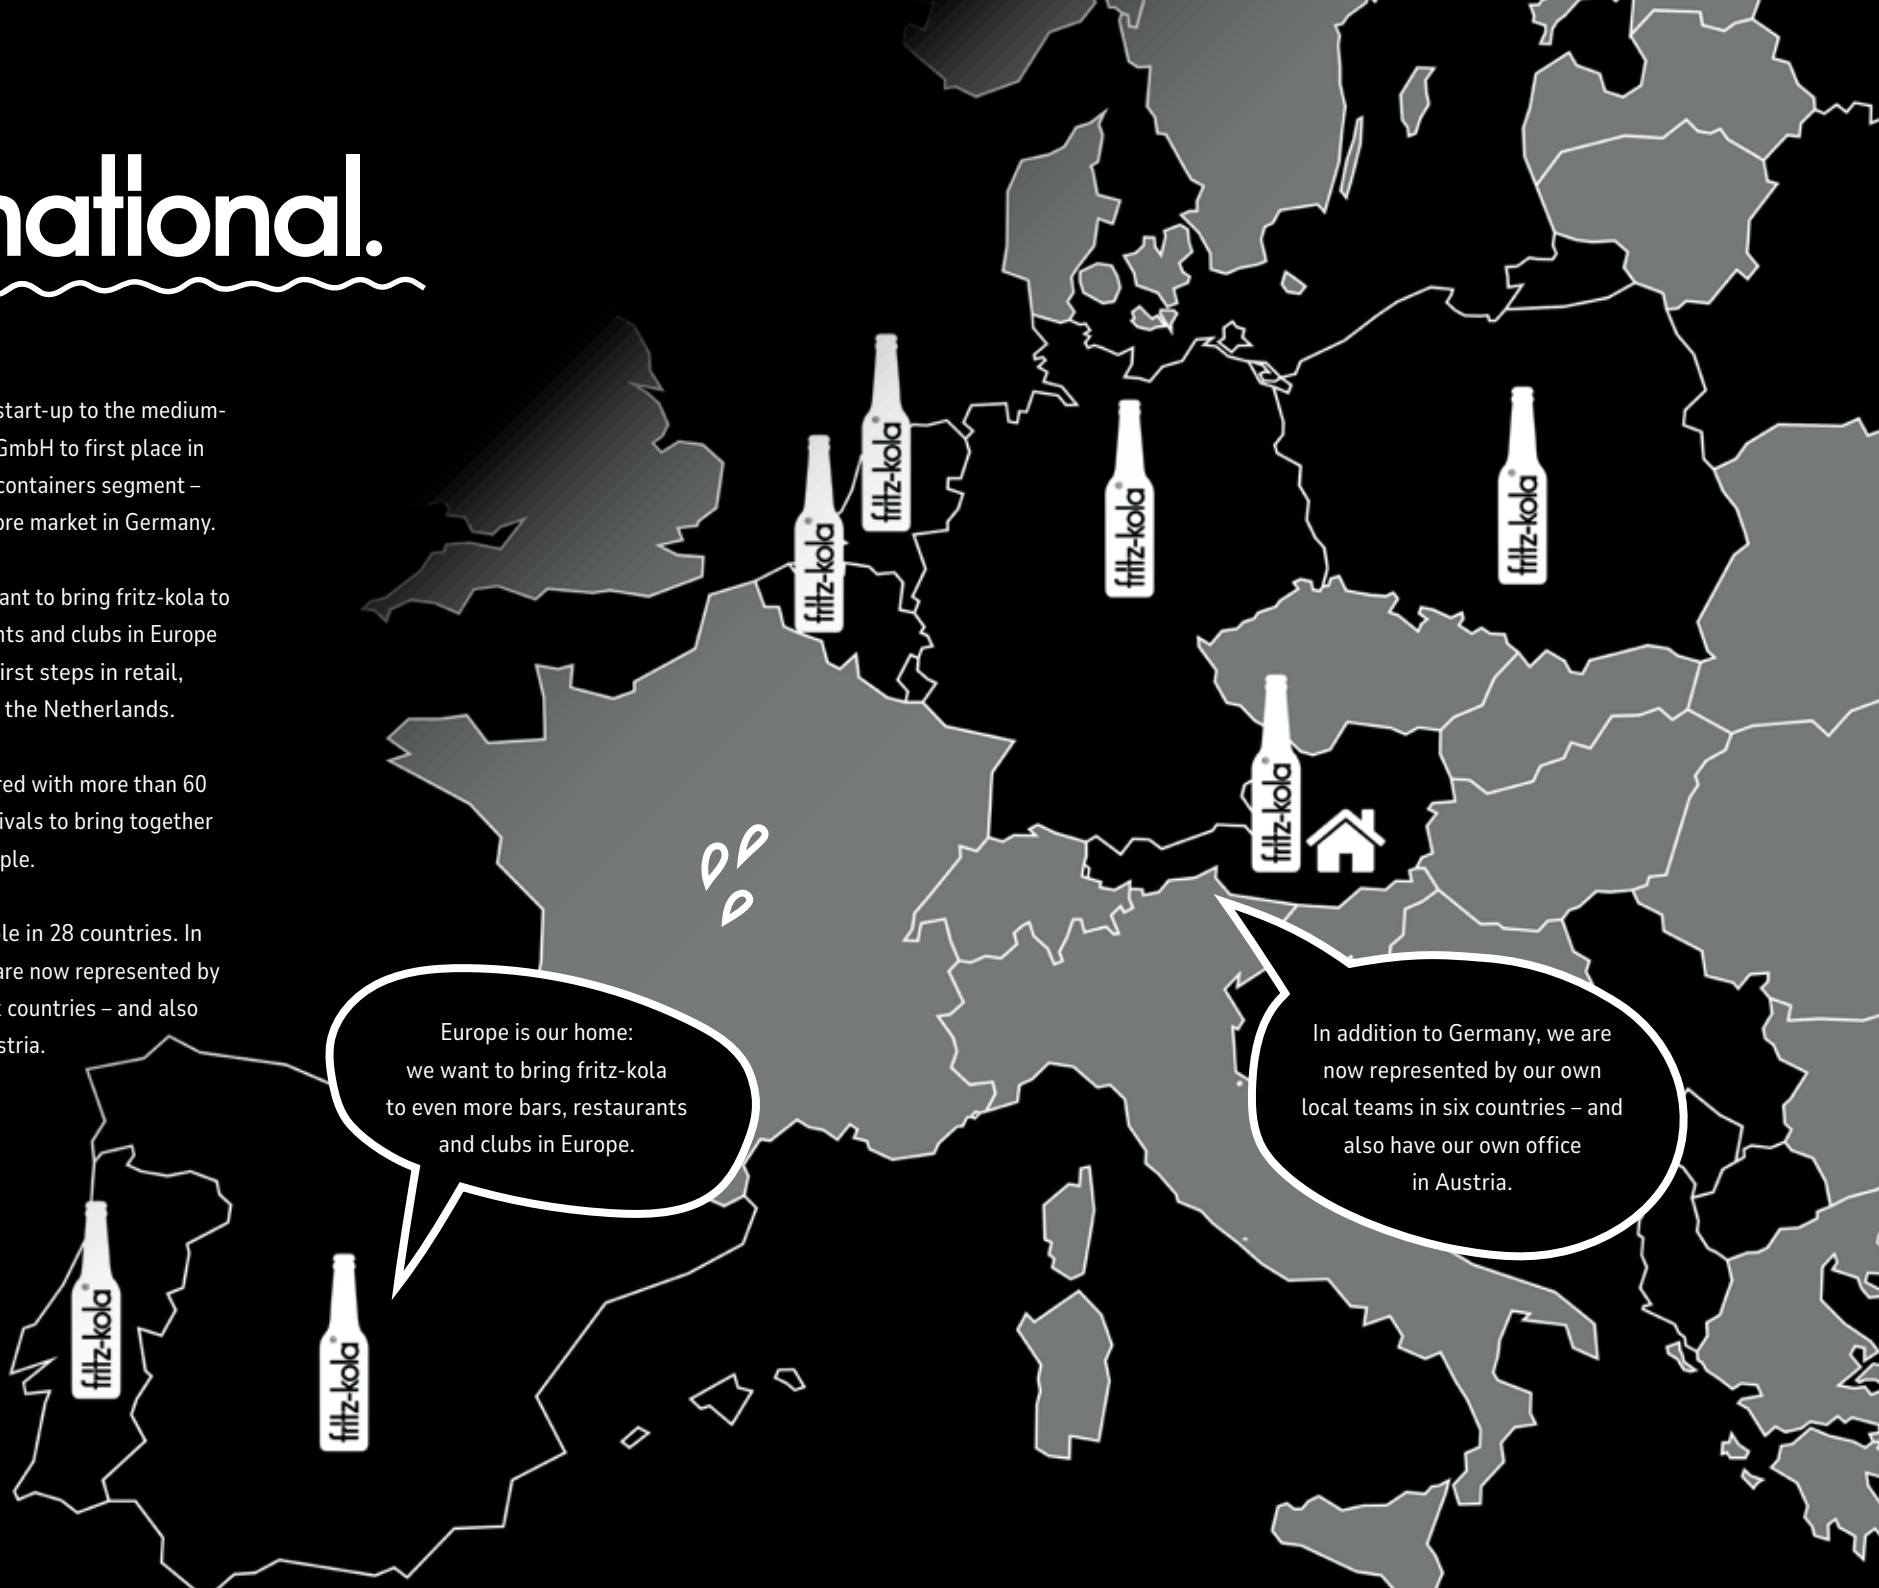 national.
start-up to the medium-
GmbH to first place in
containers segment –
ore market in Germany.
ant to bring fritz-kola to
nts and clubs in Europe
first steps in retail,
the Netherlands.
red with more than 60
ivals to bring together
ple.
le in 28 countries. In
are now represented by
countries – and also
stria.
fritz-kola
fritz-kola
fritz-kola
fritz-kola
fritz-kola
Europe is our home:
we want to bring fritz-kola
to even more bars, restaurants
and clubs in Europe.
In addition to Germany, we are
now represented by our own
local teams in six countries – and
also have our own office
in Austria.
fritz-kola
fritz-kola